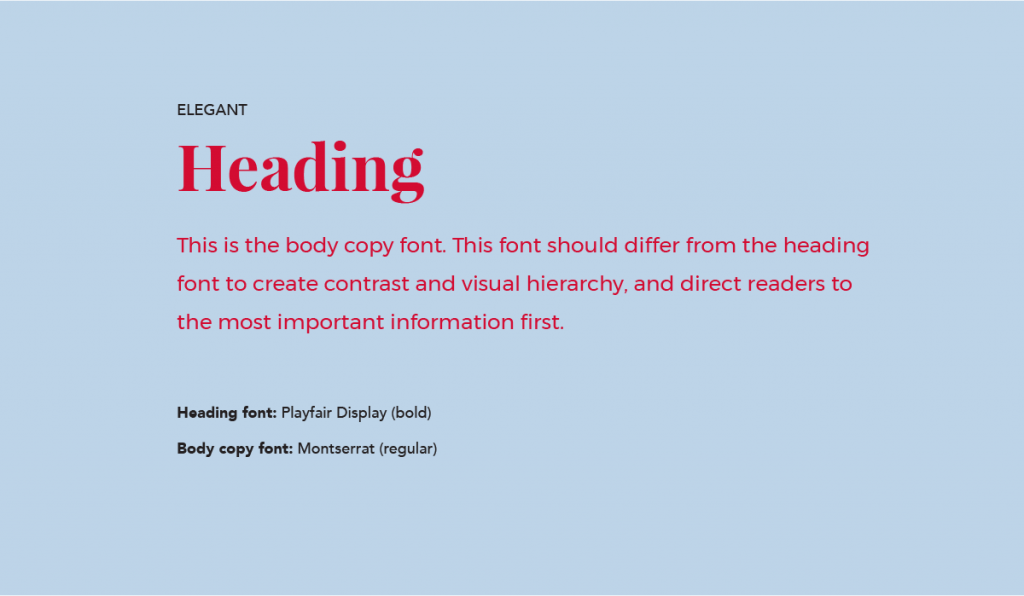 ELEGANT
Heading
This is the body copy font. This font should differ from the heading
font to create contrast and visual hierarchy, and direct readers to
the most important information first.
Heading font: Playfair Display (bold)
Body copy font: Montserrat (regular)